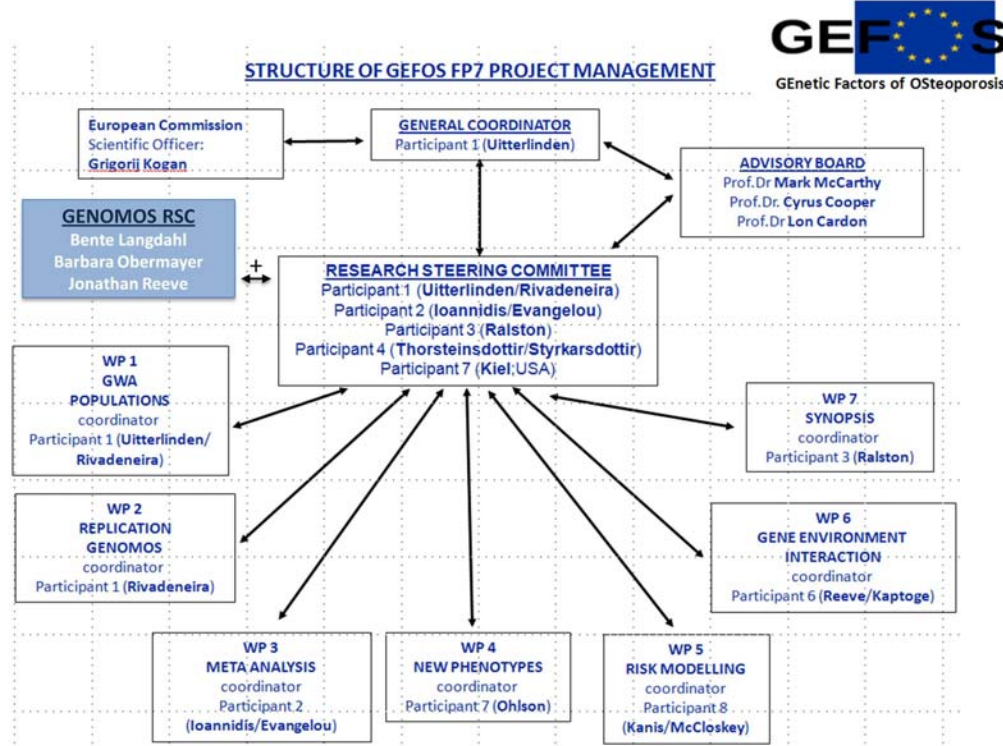 GEFOS
GEnetic Factors of OSteoporosis
STRUCTURE OF GEFOS FP7 PROJECT MANAGEMENT
European Commission
Scientific Officer:
Grigorij Kogan
GENERAL COORDINATOR
Participant 1 (Uitterlinden)
ADVISORY BOARD
Prof.Dr Mark McCarthy
Prof.Dr. Cyrus Cooper
Prof.Dr Lon Cardon
GENOMOS RSC
Bente Langdahl
Barbara Obermayer
Jonathan Reeve
+
RESEARCH STEERING COMMITTEE
Participant 1 (Uitterlinden/Rivadeneira)
Participant 2 (Ioannidis/Evangelou)
Participant 3 (Ralston)
Participant 4 (Thorsteinsdottir/Styrkarsdottir)
Participant 7 (Kiel;USA)
WP 1
GWA
POPULATIONS
coordinator
Participant 1 (Uitterlinden/
Rivadeneira)
WP 7
SYNOPSIS
coordinator
Participant 3 (Ralston)
WP 2
REPLICATION
GENOMOS
coordinator
Participant 1 (Rivadeneira)
WP 6
GENE ENVIRONMENT
INTERACTION
coordinator
Participant 6 (Reeve/Kaptoge)
WP 3
META ANALYSIS
coordinator
Participant 2
(Ioannidis/Evangelou)
WP 4
NEW PHENOTYPES
coordinator
Participant 7 (Ohlson)
WP 5
RISK MODELLING
coordinator
Participant 8
(Kanis/McCloskey)